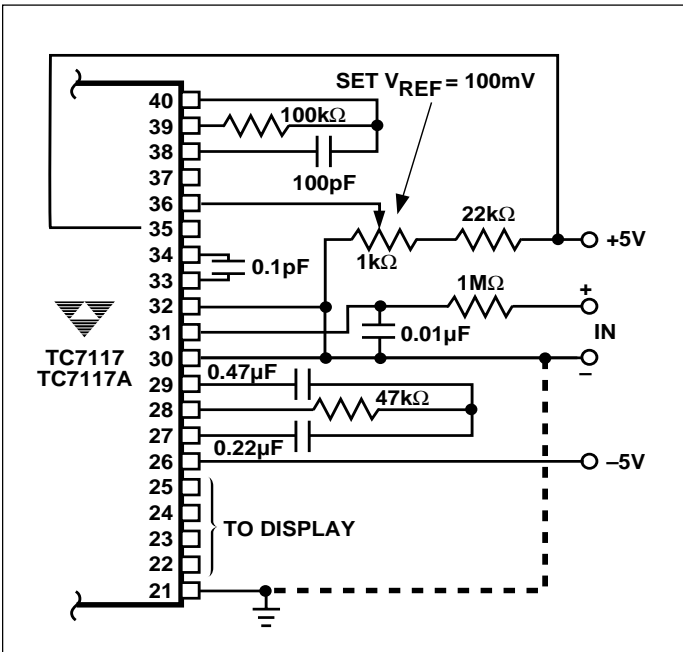 SET VREF = 100mV
40
39
100kΩ
38
100pF
37
36
22kΩ
35
+5V
1kΩ
34
0.1pF
33
1MΩ
+
32
31
0.01µF
IN
TC7117
TC7117A
30
–
29
0.47µF
28
47kΩ
27
0.22µF
26
–5V
25
24
TO DISPLAY
23
22
21